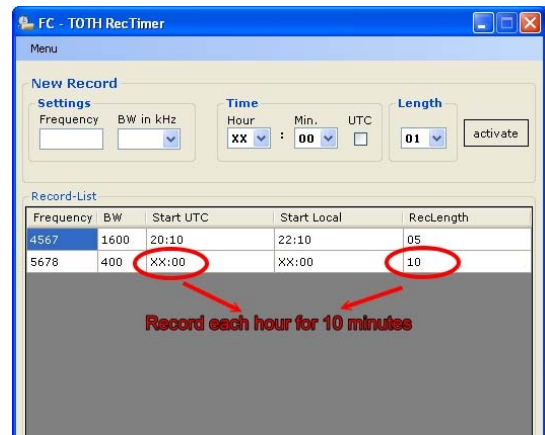 FC - TOTH RecTimer
Menu
New Record
Settings
Time
Length
Frequency BW in kHz
Hour Min. UTC
XX : 00
01
activate
Record-List
Frequency BW Start UTC Start Local RecLength
4567 1600 20:10 22:10 05
5678 400 XX:00 XX:00 10
Record each hour for 10 minutes